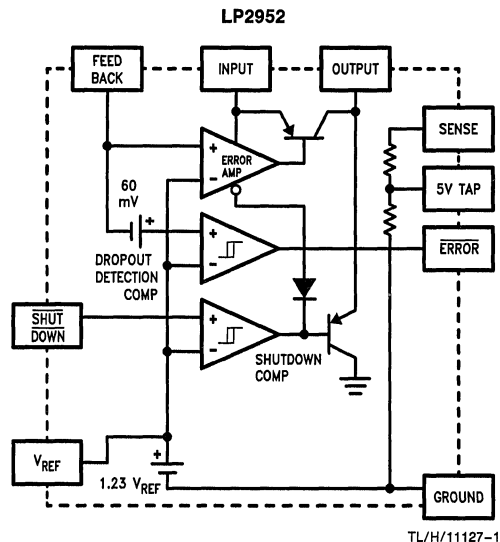 LP2952
FEED
BACK
INPUT
OUTPUT
SENSE
+
ERROR
AMP
−
5V TAP
60
mV
+
+
−
ERROR
DROPOUT
DETECTION
COMP
SHUT
DOWN
+
−
SHUTDOWN
COMP
VREF
+
1.23 VREF
GROUND
TL/H/11127–1